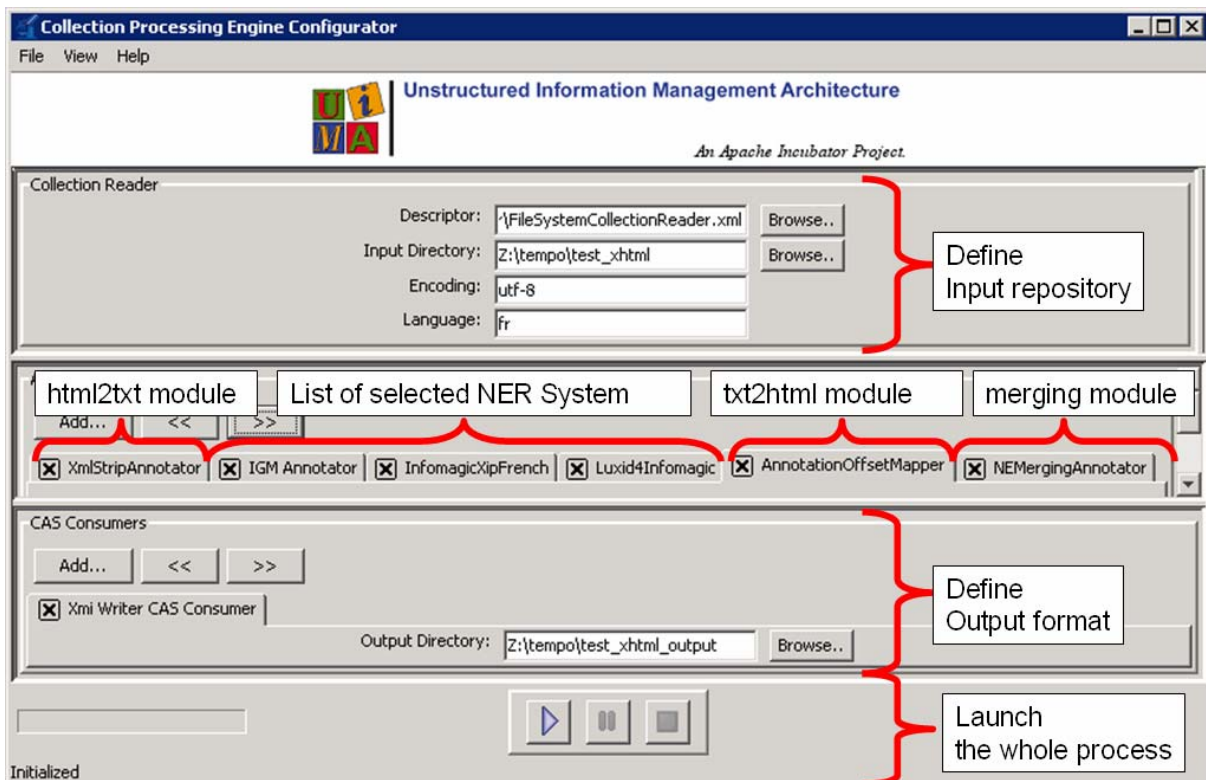 Collection Processing Engine Configurator
File View Help
UIMA
Unstructured Information Management Architecture
An Apache Incubator Project.
Collection Reader
Descriptor: \FileSystemCollectionReader.xml Browse..
Input Directory: Z:\tempo\test_xhtml Browse..
Encoding: utf-8
Language: fr
Define
Input repository
html2txt module List of selected NER System txt2html module merging module
Add... << >>
XmlStripAnnotator IGM Annotator InfomagicXipFrench Luxid4Infomagic AnnotationOffsetMapper NEMergingAnnotator
CAS Consumers
Add... << >>
Xmi Writer CAS Consumer
Output Directory: Z:\tempo\test_xhtml_output Browse..
Define
Output format
Launch
the whole process
Initialized